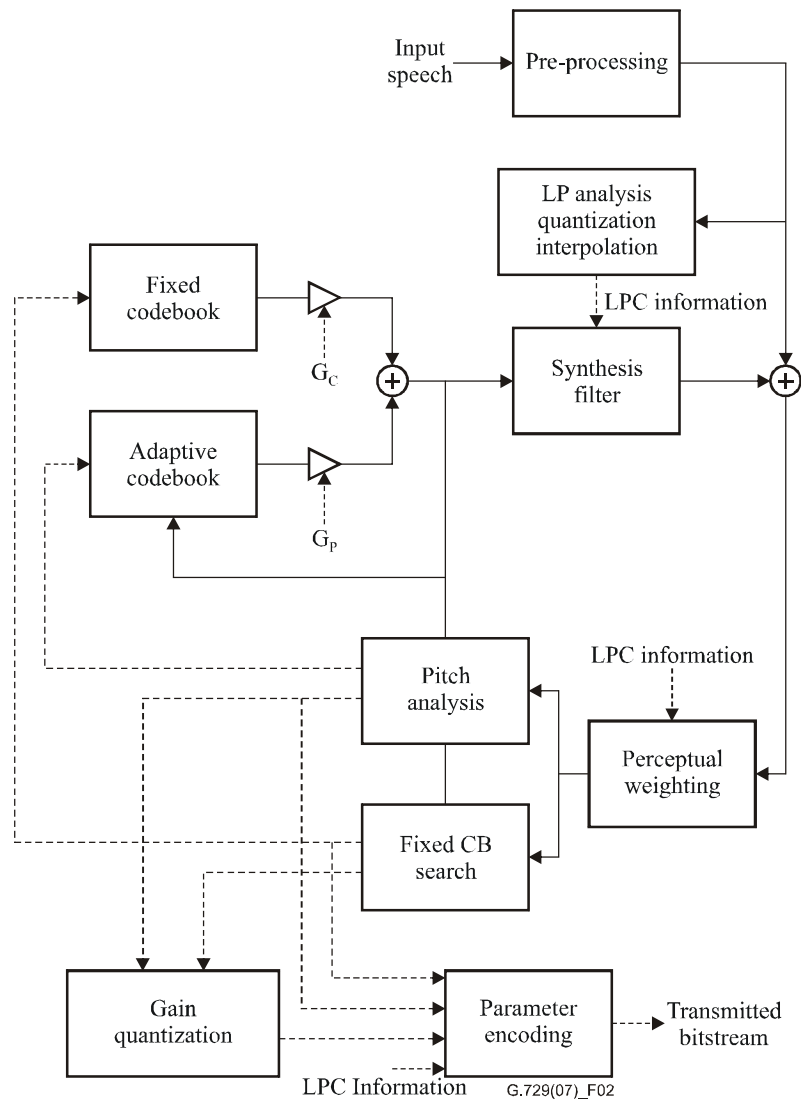 Input
speech
Pre-processing
LP analysis
quantization
interpolation
LPC information
Fixed
codebook
G_C
Synthesis
filter
Adaptive
codebook
G_P
Pitch
analysis
LPC information
Perceptual
weighting
Fixed CB
search
Gain
quantization
Parameter
encoding
Transmitted
bitstream
LPC Information
G.729(07)_F02